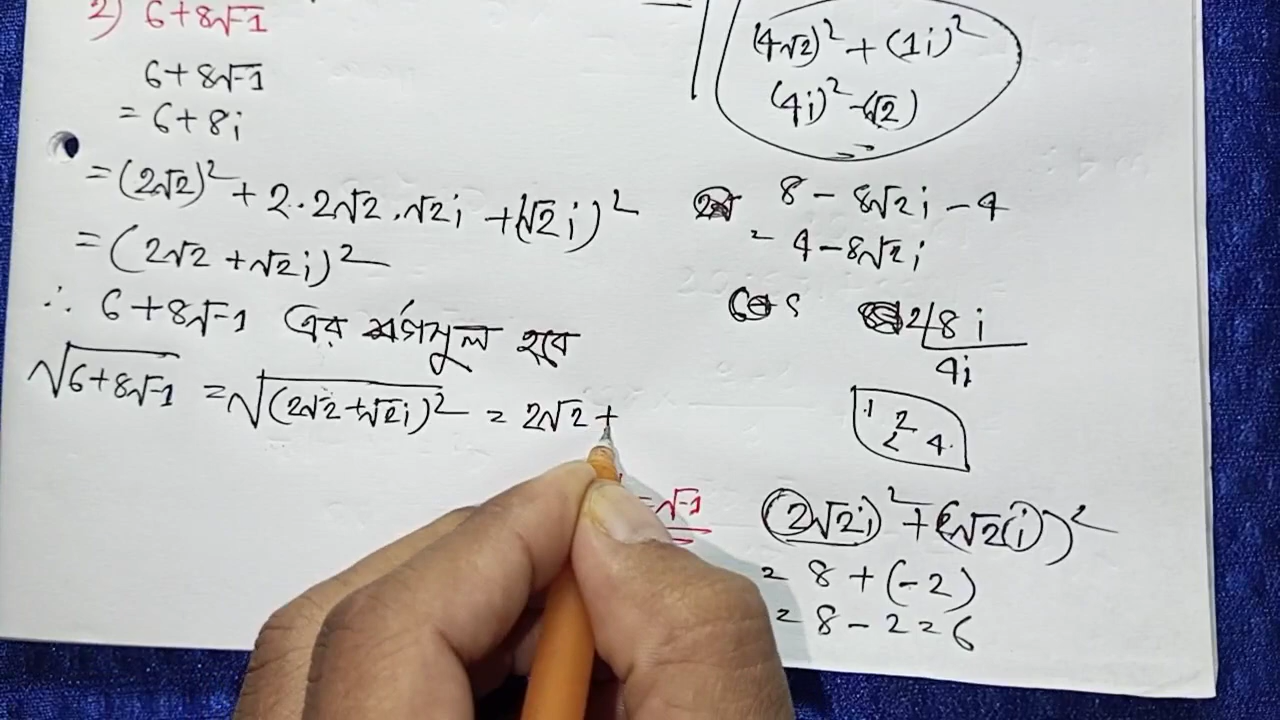 2) 6+8√-1
6+8√-1
= 6+8i
= (2√2)² + 2·2√2·√2i + (√2i)²
= (2√2 + √2i)²
∴ 6+8√-1 এর বর্গমূল হবে
√6+8√-1 = √(2√2+√2i)² = 2√2 +
= √-1
(4√2)² + (1i)²
(4i)² - (√2)
8 - 8√2i - 4
= 4 - 8√2i
2 8i
4i
1 2
2 4
(2√2i)² + (√2(i))²
= 8 + (-2)
= 8 - 2 = 6